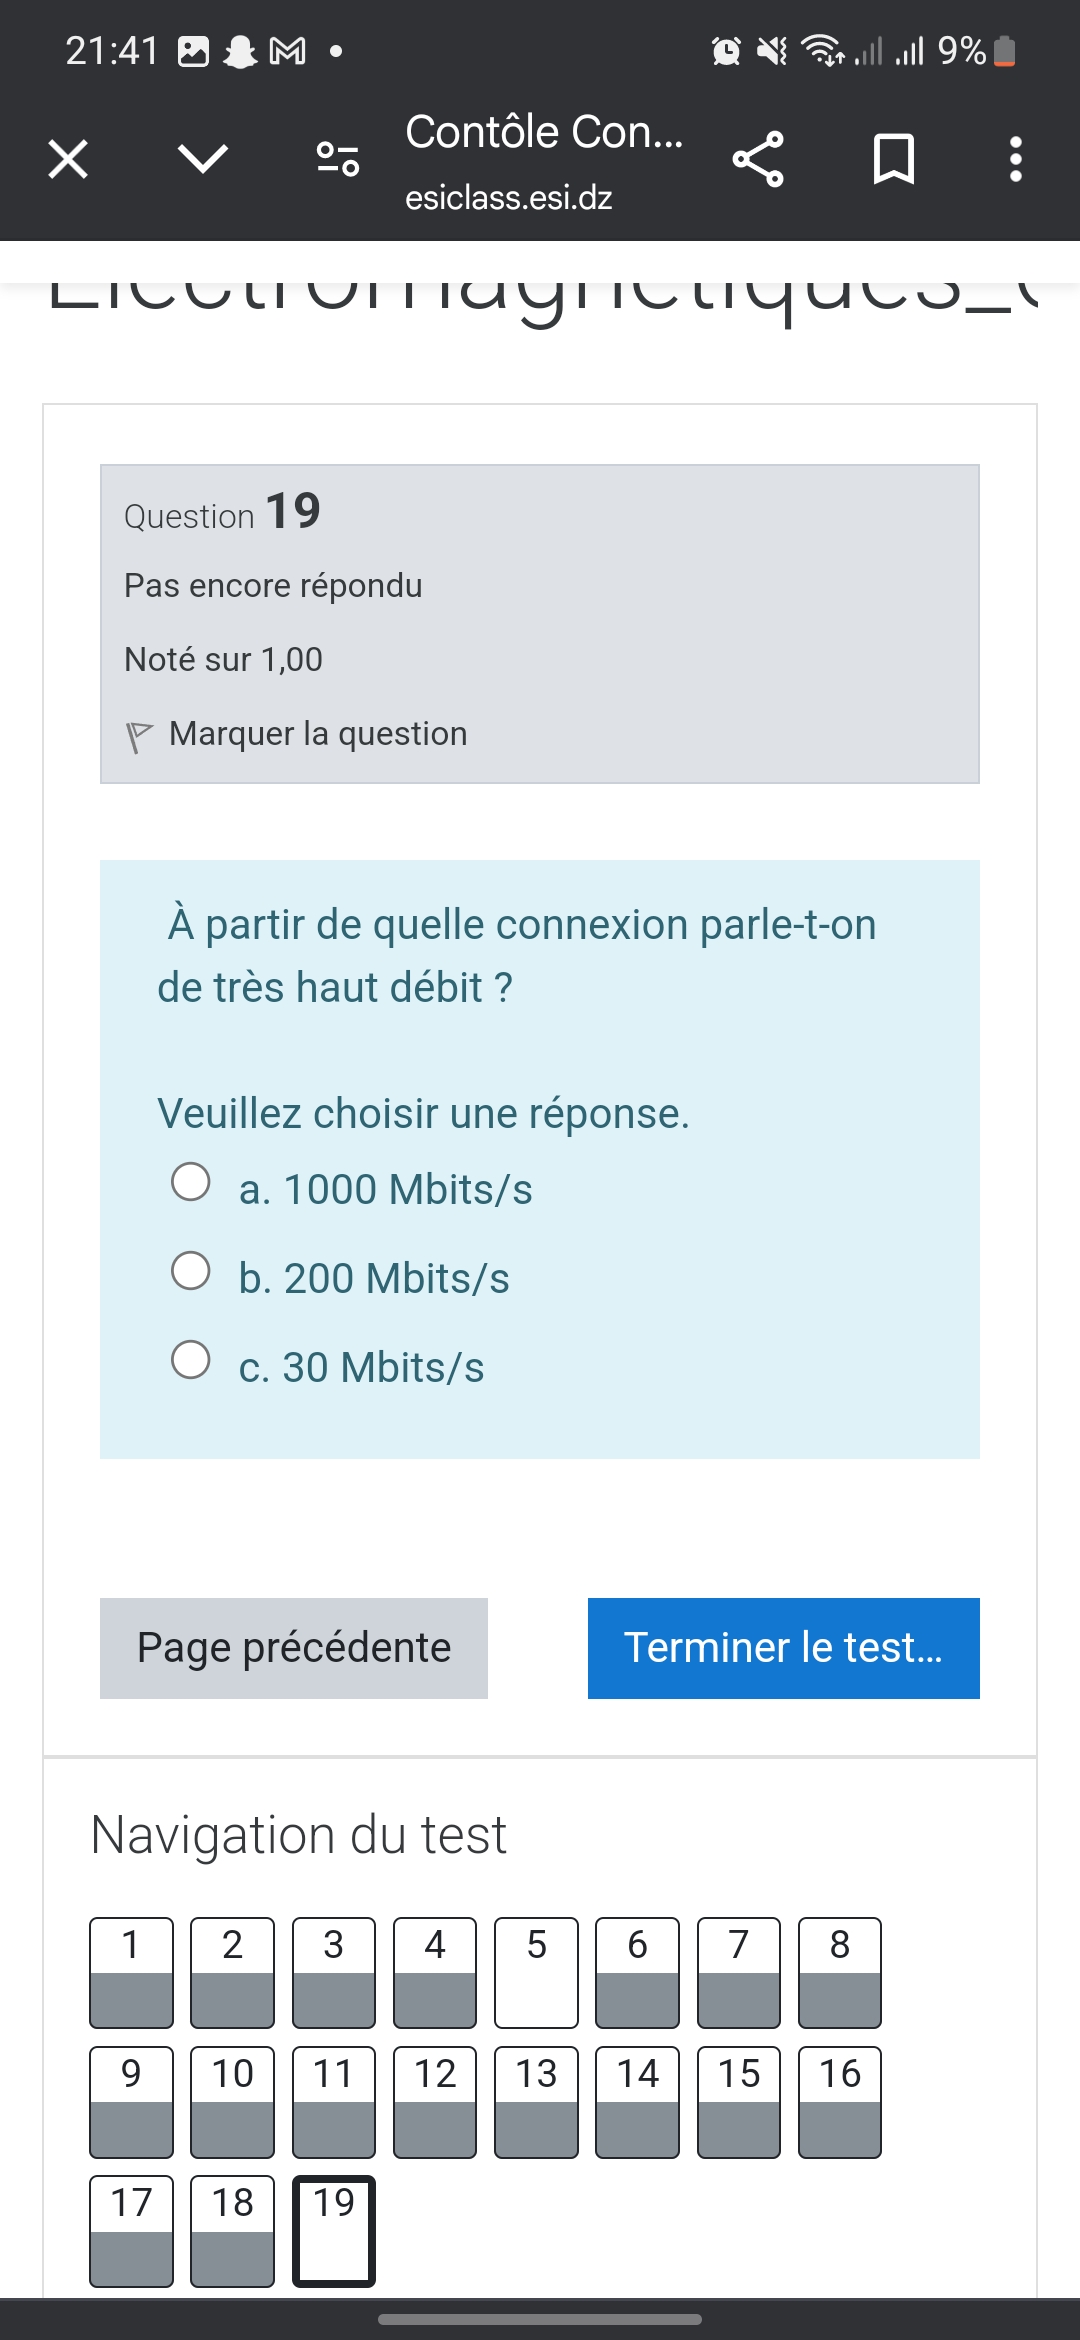 21:41
9%
Contôle Con...
esiclass.esi.dz
Electromagnetiques_
Question 19
Pas encore répondu
Noté sur 1,00
Marquer la question
À partir de quelle connexion parle-t-on
de très haut débit ?
Veuillez choisir une réponse.
a. 1000 Mbits/s
b. 200 Mbits/s
c. 30 Mbits/s
Page précédente
Terminer le test...
Navigation du test
1 2 3 4 5 6 7 8
9 10 11 12 13 14 15 16
17 18 19